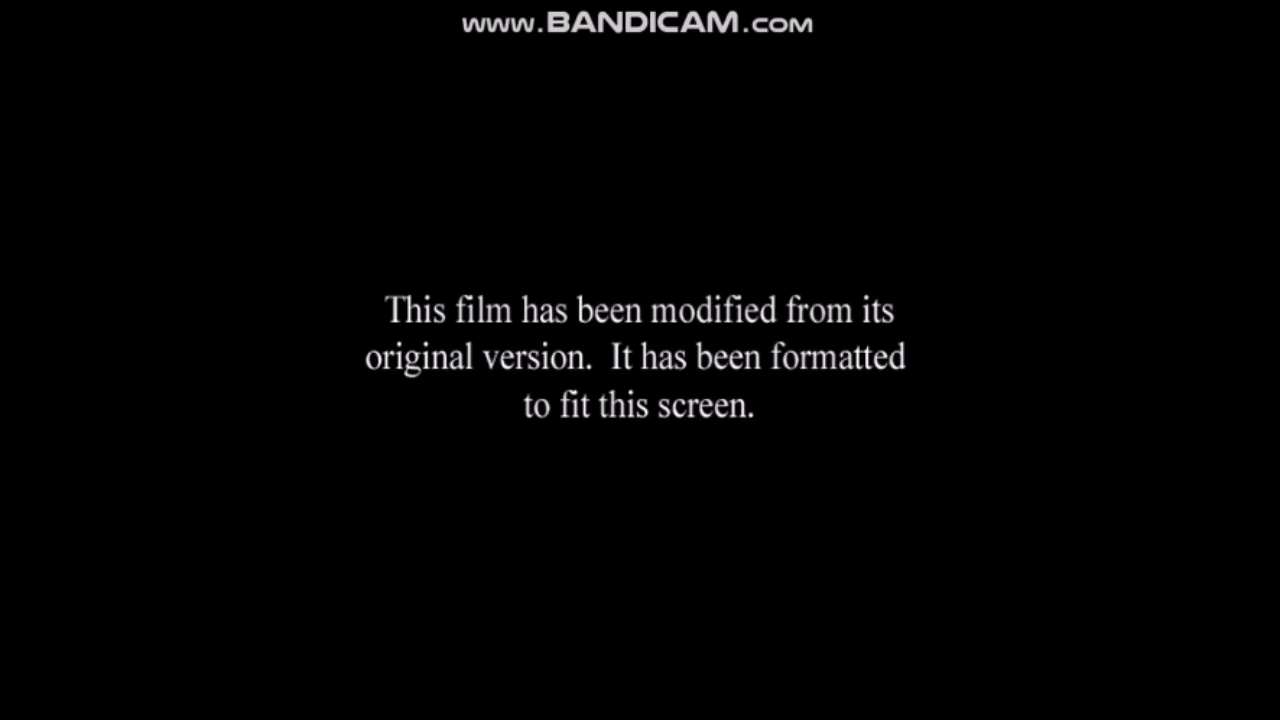 www.BANDICAM.COM
This film has been modified from its
original version.  It has been formatted
to fit this screen.